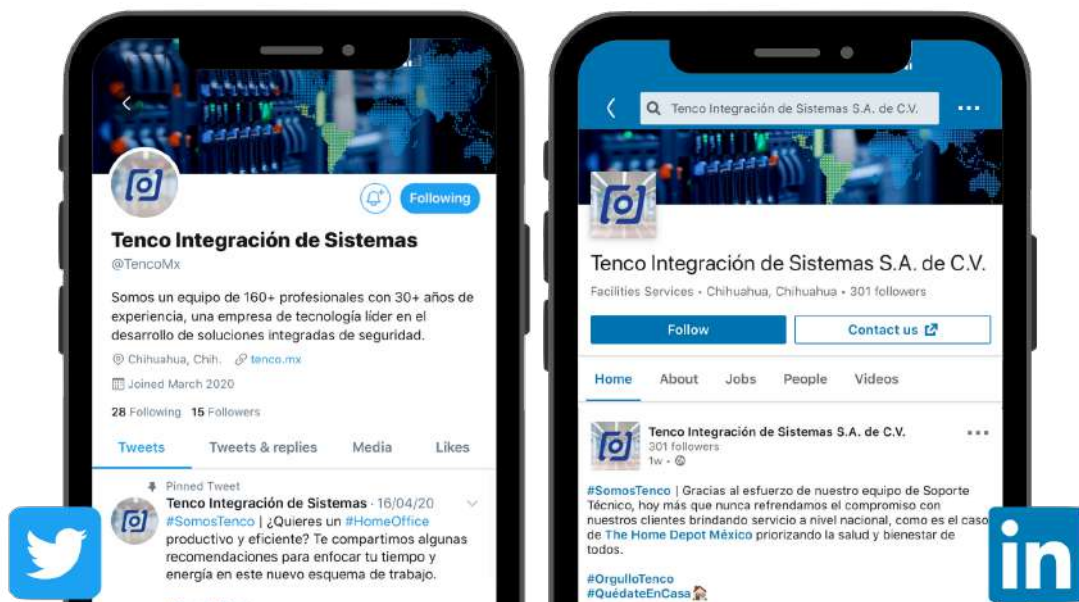 Following
Tenco Integración de Sistemas
@TencoMx
Somos un equipo de 160+ profesionales con 30+ años de
experiencia, una empresa de tecnología líder en el
desarrollo de soluciones integradas de seguridad.
Chihuahua, Chih. tenco.mx
Joined March 2020
28 Following 15 Followers
Tweets Tweets & replies Media Likes
Pinned Tweet
Tenco Integración de Sistemas · 16/04/20
#SomosTenco | ¿Quieres un #HomeOffice
productivo y eficiente? Te compartimos algunas
recomendaciones para enfocar tu tiempo y
energía en este nuevo esquema de trabajo.
Tenco Integración de Sistemas S.A. de C.V.
Tenco Integración de Sistemas S.A. de C.V.
Facilities Services • Chihuahua, Chihuahua • 301 followers
Follow Contact us
Home About Jobs People Videos
Tenco Integración de Sistemas S.A. de C.V.
301 followers
1w •
#SomosTenco | Gracias al esfuerzo de nuestro equipo de Soporte
Técnico, hoy más que nunca refrendamos el compromiso con
nuestros clientes brindando servicio a nivel nacional, como es el caso
de The Home Depot México priorizando la salud y bienestar de
todos.
#OrgulloTenco
#QuédateEnCasa
in